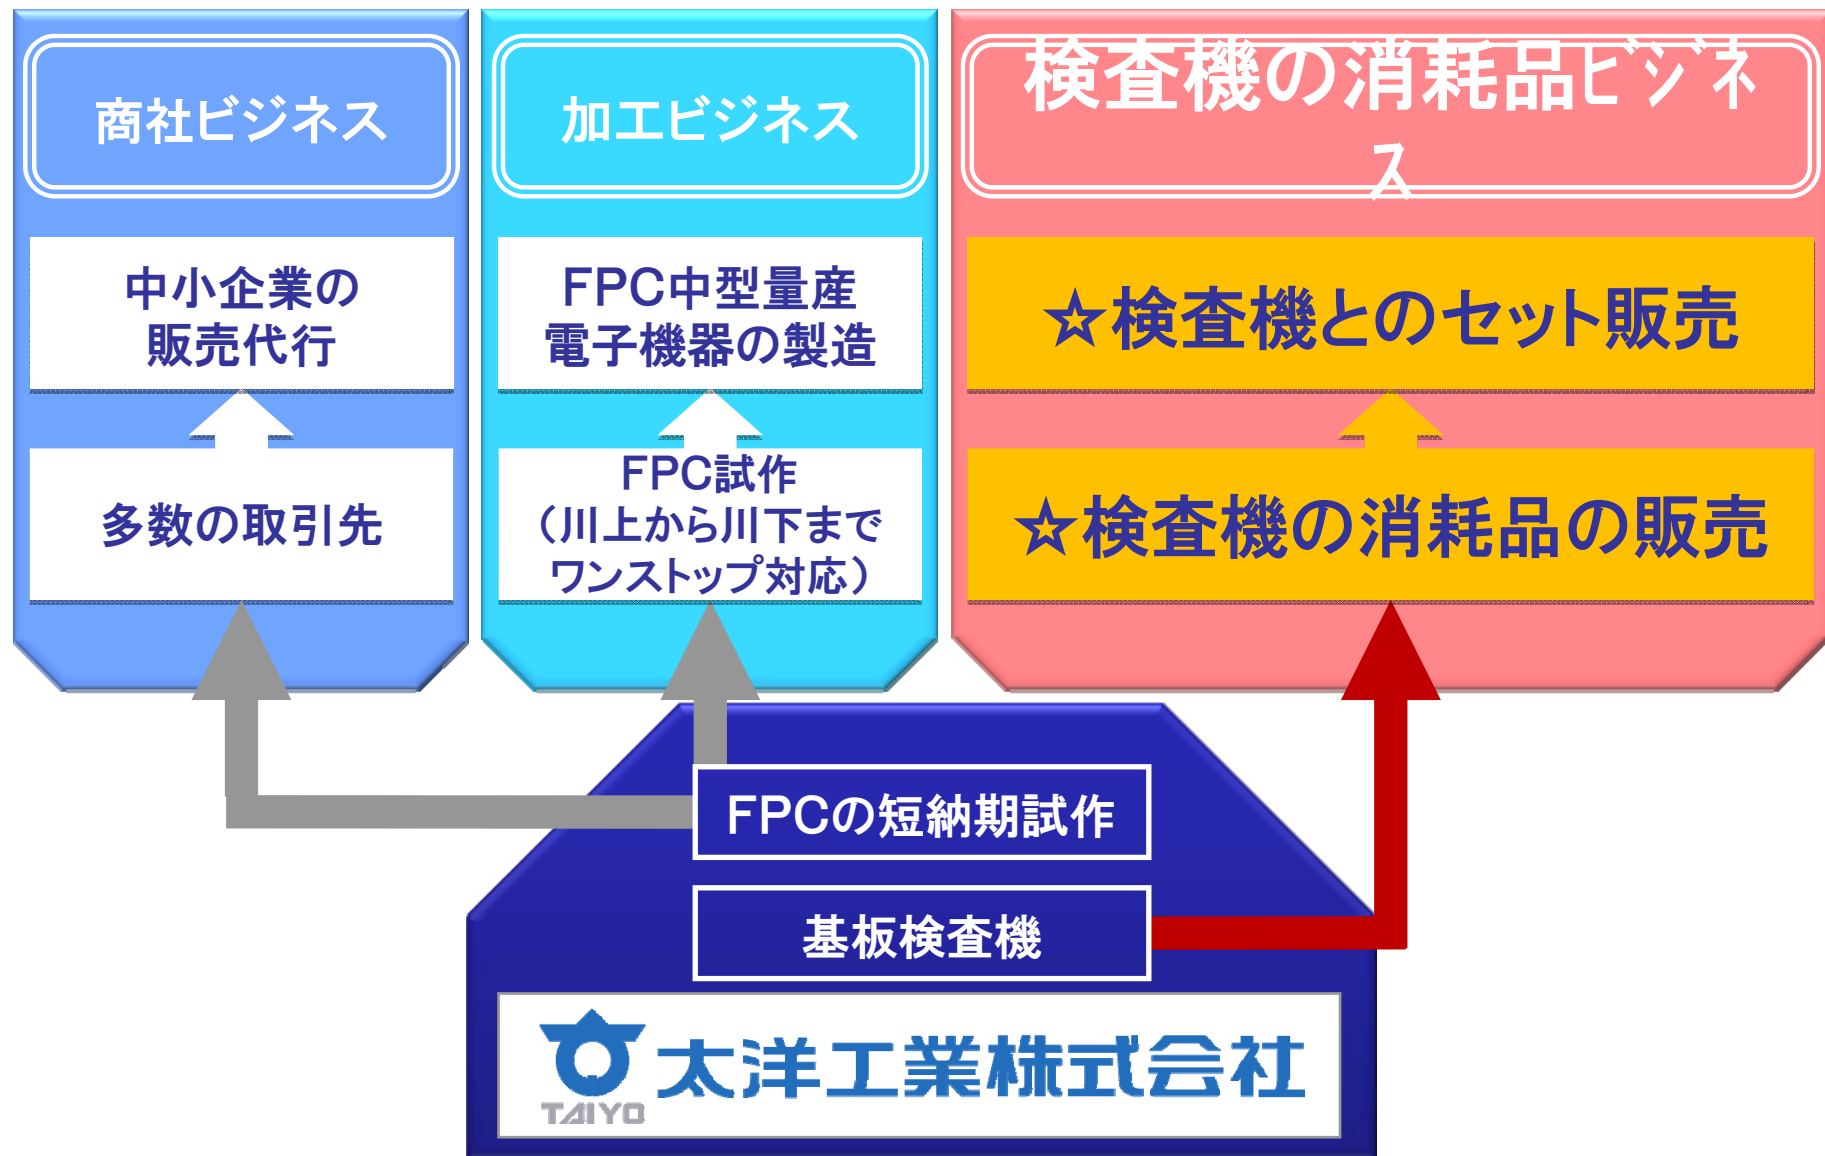 商社ビジネス
中小企業の
販売代行
多数の取引先
加工ビジネス
FPC中型量産
電子機器の製造
FPC試作
（川上から川下まで
ワンストップ対応）
検査機の消耗品ﾋﾞｼﾞﾈ
ｽ
☆検査機とのセット販売
☆検査機の消耗品の販売
FPCの短納期試作
基板検査機
太洋工業株式会社
TAIYO